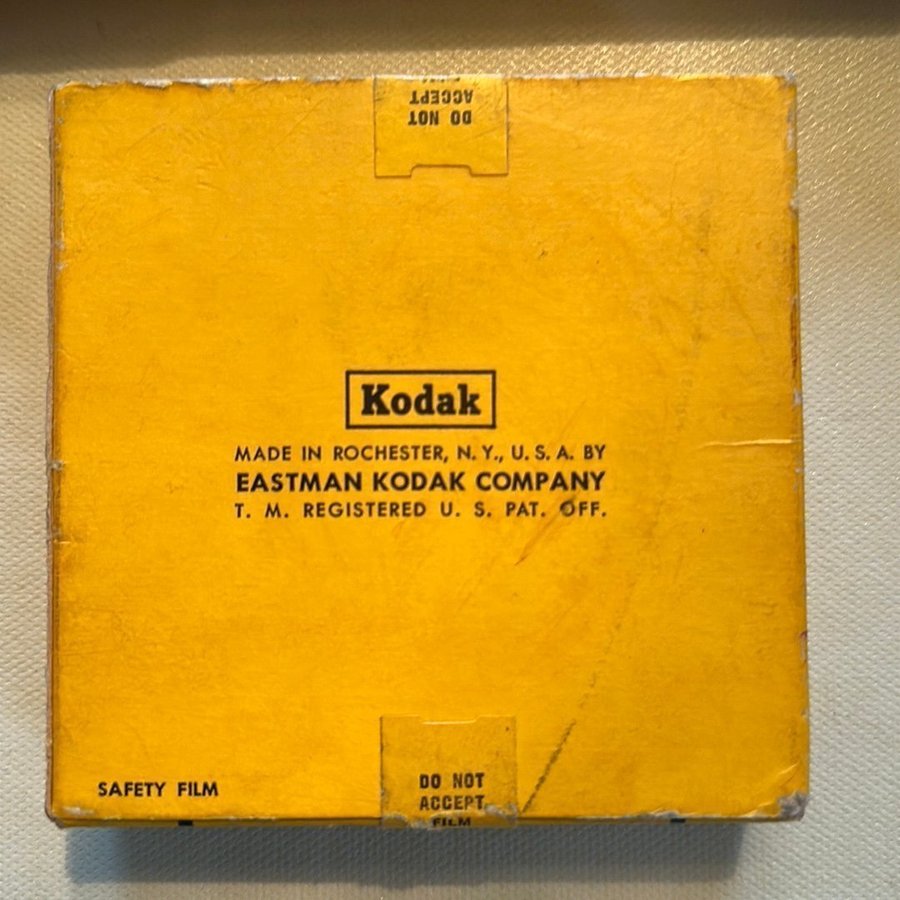 DO NOT
ACCEPT
Kodak
MADE IN ROCHESTER, N.Y., U.S.A. BY
EASTMAN KODAK COMPANY
T. M. REGISTERED U. S. PAT. OFF.
SAFETY FILM
DO NOT
ACCEPT
FILM